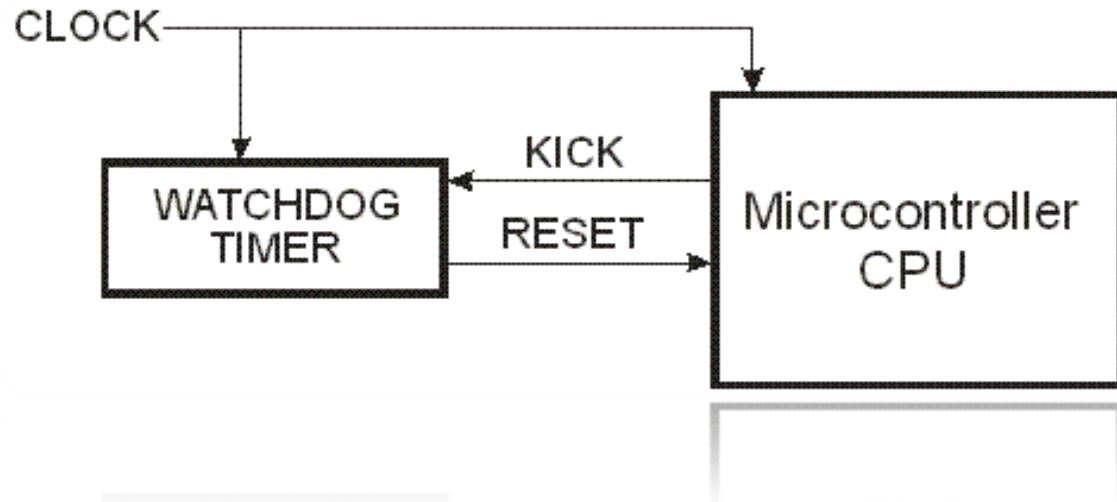 CLOCK
KICK
WATCHDOG
TIMER
RESET
Microcontroller
CPU